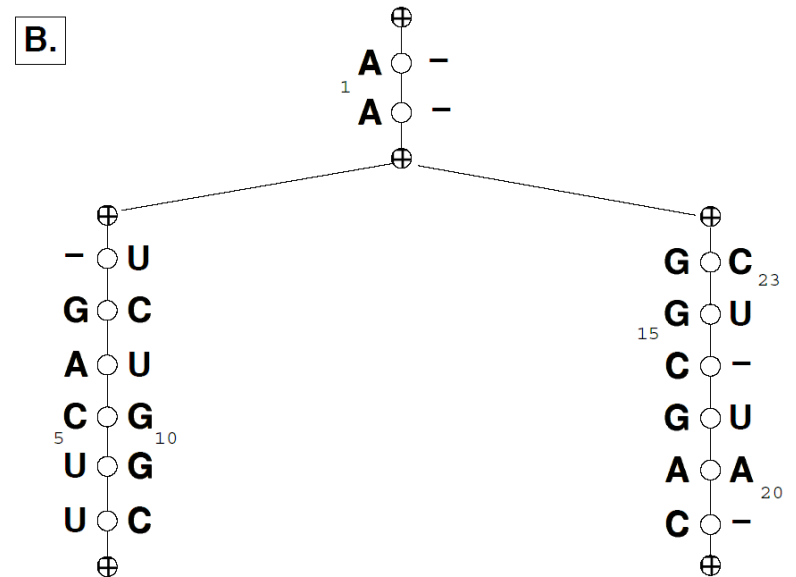 B.
A –
1
A –
– U
G C
A U
C G
5 10
U G
U C
G C
23
G U
15
C –
G U
A A
20
C –